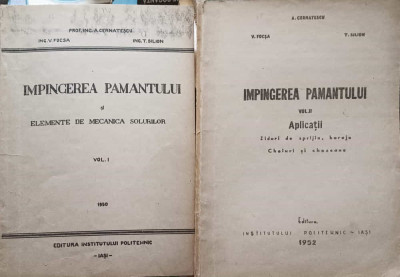 PROF. ING. A. CERNATESCU
ING. V. FOCSA ING. T. SILION
IMPINGEREA PAMANTULUI
și
ELEMENTE DE MECANICA SOLURILOR
VOL. I
1950
EDITURA INSTITUTULUI POLITEHNIC
-IAȘI-
A. CERNATESCU
V. FOCȘA T. SILION
IMPINGEREA PAMANTULUI
VOL. II
Aplicații
Ziduri de sprijin, baraje
Cheiuri și chesoane
Editura
INSTITUTULUI POLITEHNIC - IAȘI
1952